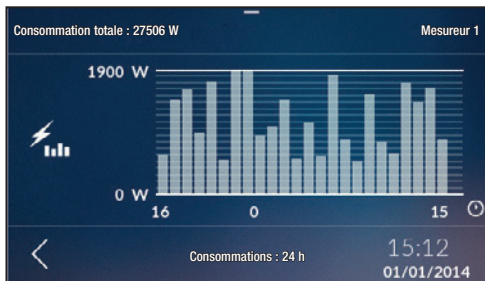 Consommation totale : 27506 W
Mesureur 1
1900 W
0 W
16 0 15
Consommations : 24 h
15:12
01/01/2014